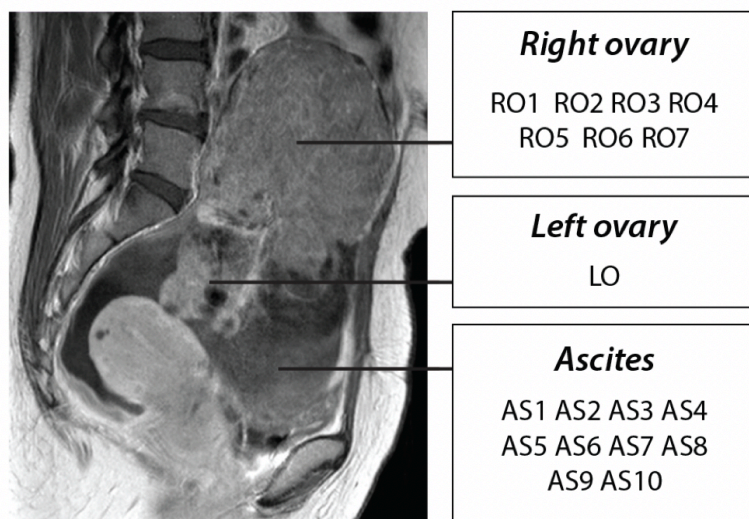 Right ovary
RO1 RO2 RO3 RO4
RO5 RO6 RO7
Left ovary
LO
Ascites
AS1 AS2 AS3 AS4
AS5 AS6 AS7 AS8
AS9 AS10